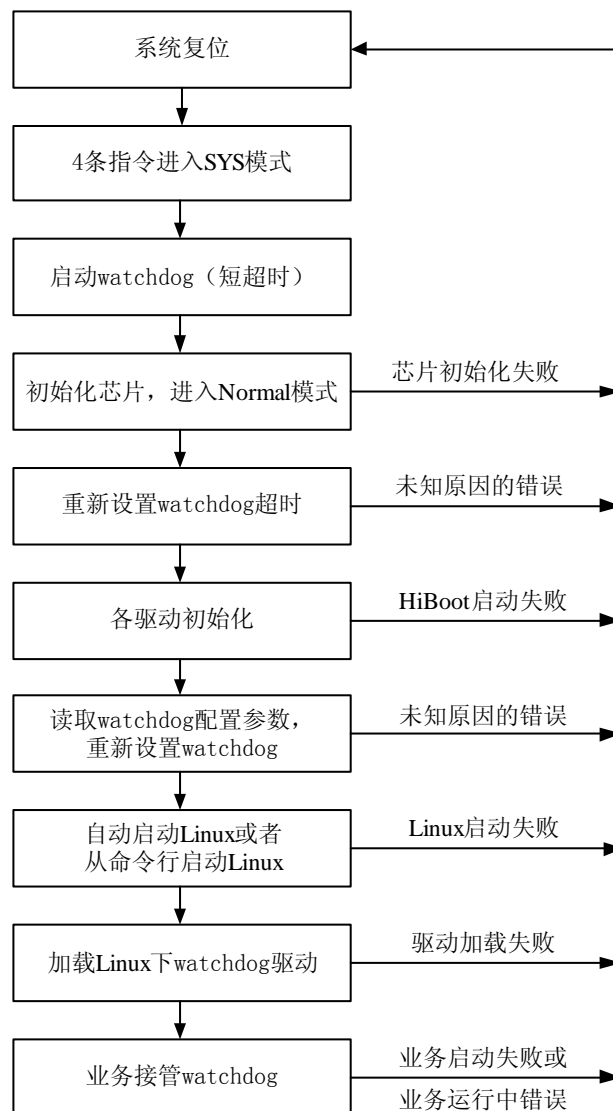 系统复位
4条指令进入SYS模式
启动watchdog（短超时）
初始化芯片，进入Normal模式
芯片初始化失败
重新设置watchdog超时
未知原因的错误
各驱动初始化
HiBoot启动失败
读取watchdog配置参数，
重新设置watchdog
未知原因的错误
自动启动Linux或者
从命令行启动Linux
Linux启动失败
加载Linux下watchdog驱动
驱动加载失败
业务接管watchdog
业务启动失败或
业务运行中错误